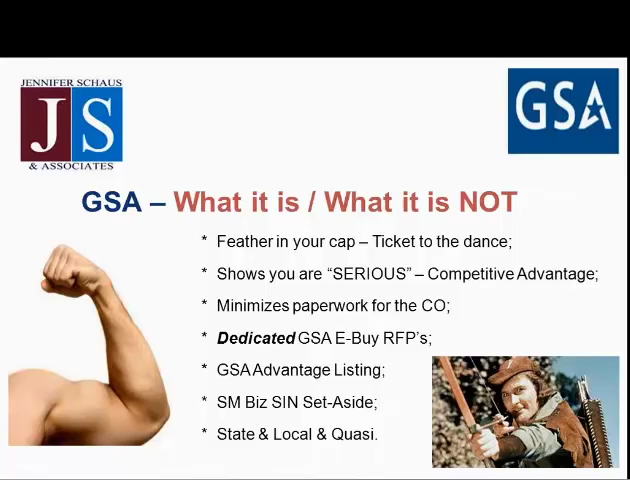 JENNIFER SCHAUS
JS
& ASSOCIATES
GSA
GSA – What it is / What it is NOT
* Feather in your cap – Ticket to the dance;
* Shows you are “SERIOUS” – Competitive Advantage;
* Minimizes paperwork for the CO;
* Dedicated GSA E-Buy RFP’s;
* GSA Advantage Listing;
* SM Biz SIN Set-Aside;
* State & Local & Quasi.